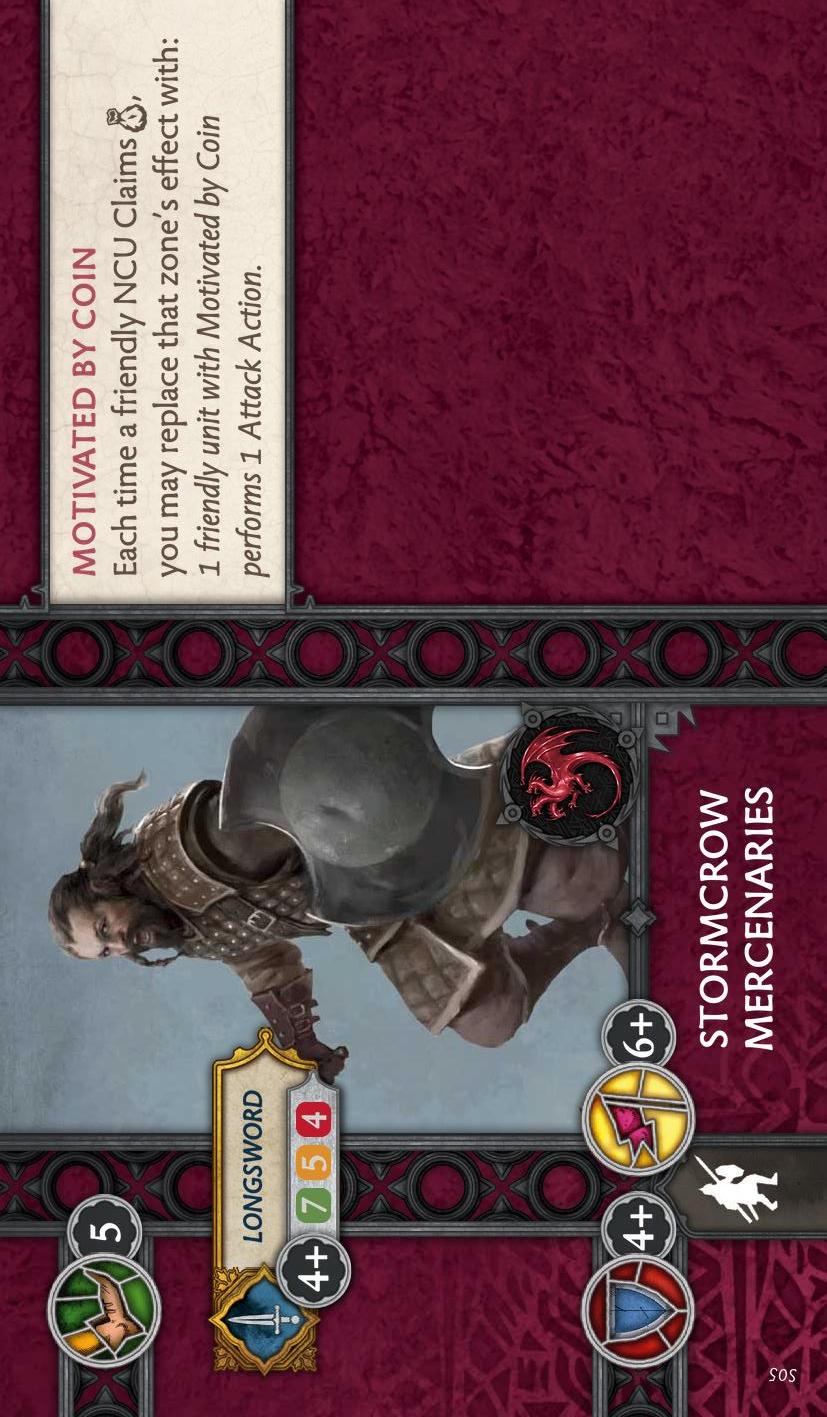 5
LONGSWORD
4+
7 5 4
4+
6+
STORMCROW
MERCENARIES
MOTIVATED BY COIN
Each time a friendly NCU Claims ,
you may replace that zone's effect with:
1 friendly unit with Motivated by Coin
performs 1 Attack Action.
S05